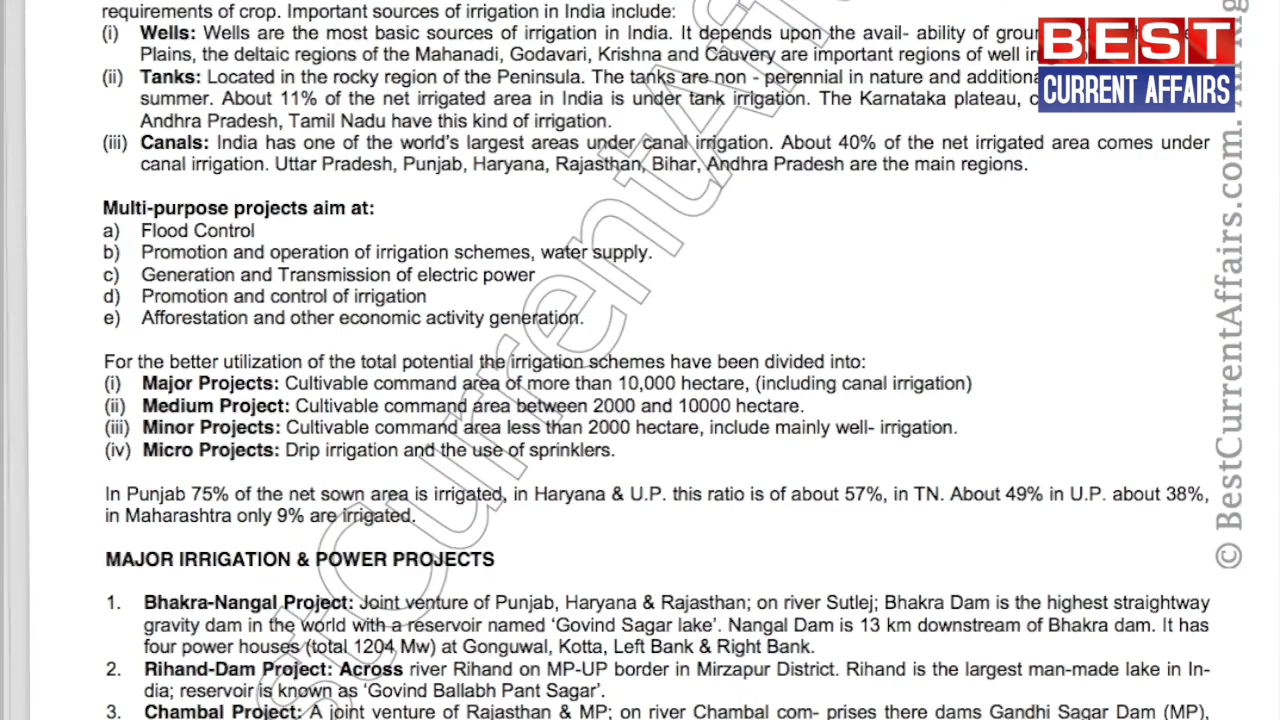 requirements of crop. Important sources of irrigation in India include:
(i) Wells: Wells are the most basic sources of irrigation in India. It depends upon the avail- ability of
Plains, the deltaic regions of the Mahanadi, Godavari, Krishna and Cauvery are important regions of well
(ii) Tanks: Located in the rocky region of the Peninsula. The tanks are non - perennial in nature and
summer. About 11% of the net irrigated area in India is under tank irrigation. The Karnataka plateau,
Andhra Pradesh, Tamil Nadu have this kind of irrigation.
(iii) Canals: India has one of the world's largest areas under canal irrigation. About 40% of the net irrigated area comes under
canal irrigation. Uttar Pradesh, Punjab, Haryana, Rajasthan, Bihar, Andhra Pradesh are the main regions.
Multi-purpose projects aim at:
a) Flood Control
b) Promotion and operation of irrigation schemes, water supply.
c) Generation and Transmission of electric power
d) Promotion and control of irrigation
e) Afforestation and other economic activity generation.
For the better utilization of the total potential the irrigation schemes have been divided into:
(i) Major Projects: Cultivable command area of more than 10,000 hectare, (including canal irrigation)
(ii) Medium Project: Cultivable command area between 2000 and 10000 hectare.
(iii) Minor Projects: Cultivable command area less than 2000 hectare, include mainly well- irrigation.
(iv) Micro Projects: Drip irrigation and the use of sprinklers.
In Punjab 75% of the net sown area is irrigated, in Haryana & U.P. this ratio is of about 57%, in TN. About 49% in U.P. about 38%,
in Maharashtra only 9% are irrigated.
MAJOR IRRIGATION & POWER PROJECTS
1. Bhakra-Nangal Project: Joint venture of Punjab, Haryana & Rajasthan; on river Sutlej; Bhakra Dam is the highest straightway
gravity dam in the world with a reservoir named 'Govind Sagar lake'. Nangal Dam is 13 km downstream of Bhakra dam. It has
four power houses (total 1204 Mw) at Gonguwal, Kotta, Left Bank & Right Bank.
2. Rihand-Dam Project: Across river Rihand on MP-UP border in Mirzapur District. Rihand is the largest man-made lake in In-
dia; reservoir is known as 'Govind Ballabh Pant Sagar'.
3. Chambal Project: A joint venture of Rajasthan & MP; on river Chambal com- prises there dams Gandhi Sagar Dam (MP),
BEST
CURRENT AFFAIRS
© BestCurrentAffairs.com. All
stCurrentAff